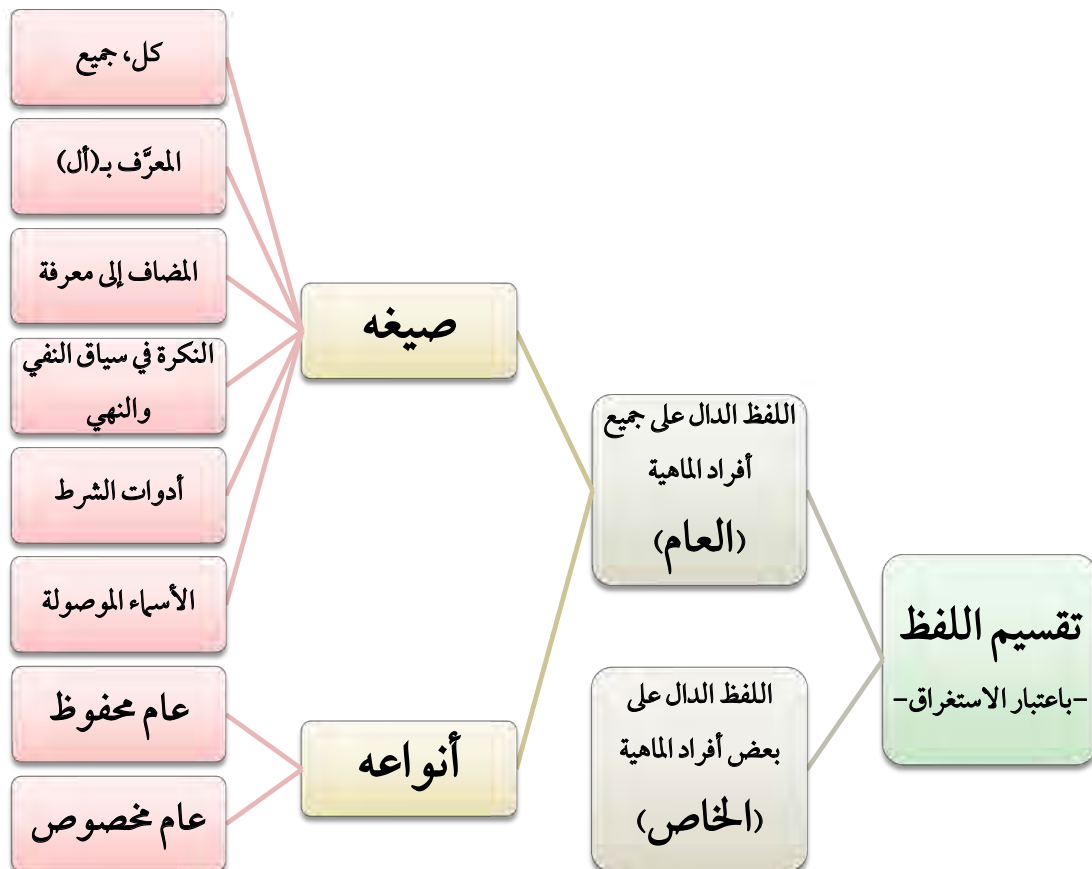 تقسيم اللفظ
-باعتبار الاستغراق-
اللفظ الدال على جميع
أفراد الماهية
(العام)
صيغه
كل، جميع
المعرَّف بـ(أل)
المضاف إلى معرفة
النكرة في سياق النفي
والنهي
أدوات الشرط
الأسماء الموصولة
أنواعه
عام محفوظ
عام مخصوص
اللفظ الدال على
بعض أفراد الماهية
(الخاص)